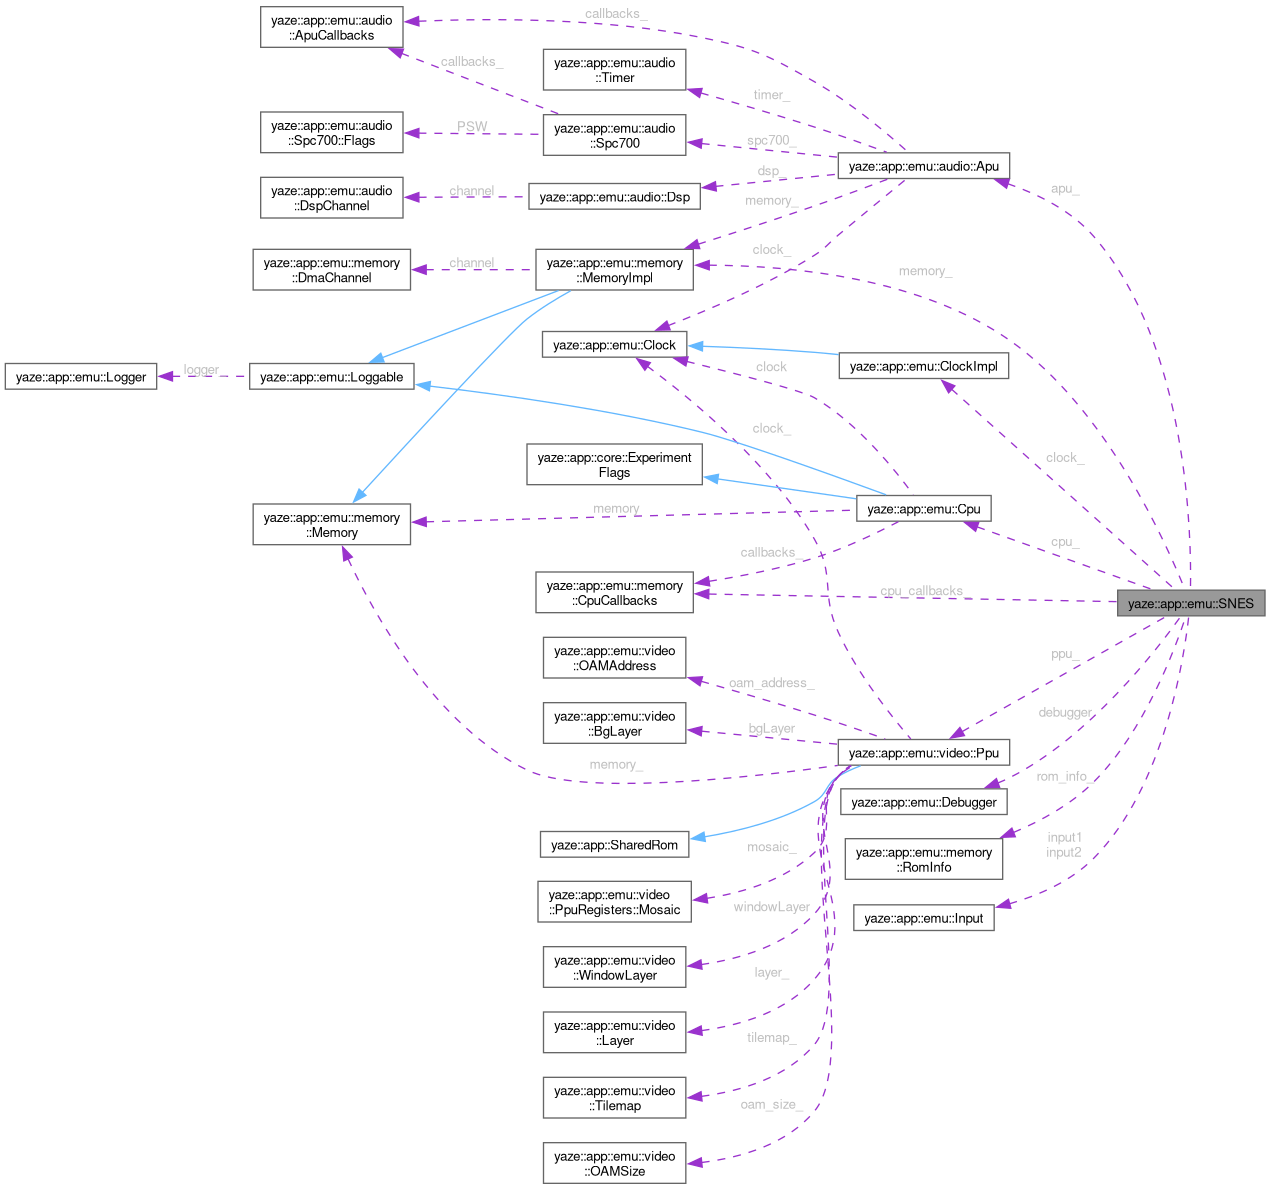 callbacks_
yaze::app::emu::audio
::ApuCallbacks
callbacks_
yaze::app::emu::audio
::Timer
timer_
yaze::app::emu::audio
::Spc700::Flags
PSW
yaze::app::emu::audio
::Spc700
spc700_
yaze::app::emu::audio::Apu
dsp_
apu_
yaze::app::emu::audio
::DspChannel
channel
yaze::app::emu::audio::Dsp
memory_
yaze::app::emu::memory
::DmaChannel
channel
yaze::app::emu::memory
::MemoryImpl
clock_
memory_
yaze::app::emu::Clock
yaze::app::emu::ClockImpl
yaze::app::emu::Logger
logger_
yaze::app::emu::Loggable
clock
clock_
yaze::app::core::Experiment
Flags
clock_
yaze::app::emu::memory
::Memory
memory
yaze::app::emu::Cpu
callbacks_
cpu_
yaze::app::emu::memory
::CpuCallbacks
cpu_callbacks_
yaze::app::emu::SNES
yaze::app::emu::video
::OAMAddress
oam_address_
ppu_
yaze::app::emu::video
::BgLayer
bgLayer
debugger_
yaze::app::emu::video::Ppu
memory_
rom_info_
yaze::app::emu::Debugger
yaze::app::SharedRom
mosaic_
yaze::app::emu::memory
::RomInfo
input1
input2
yaze::app::emu::video
::PpuRegisters::Mosaic
windowLayer
yaze::app::emu::Input
yaze::app::emu::video
::WindowLayer
layer_
yaze::app::emu::video
::Layer
tilemap_
yaze::app::emu::video
::Tilemap
oam_size_
yaze::app::emu::video
::OAMSize